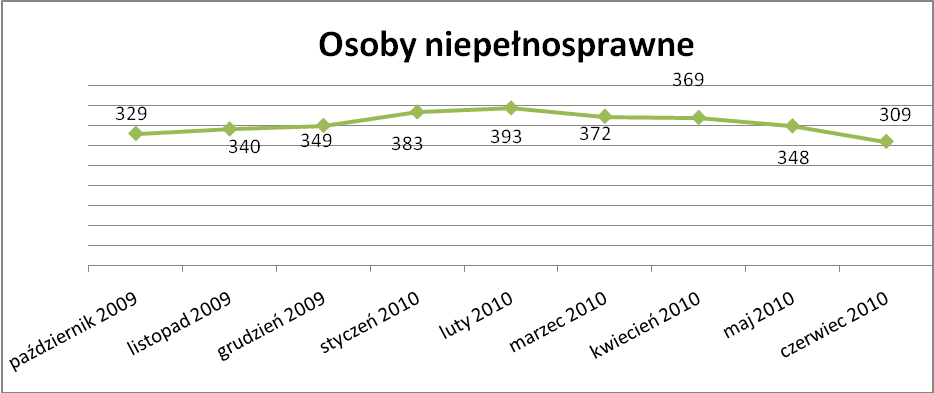 Osoby niepełnosprawne
329
340
349
383
393
372
369
348
309
październik 2009
listopad 2009
grudzień 2009
styczeń 2010
luty 2010
marzec 2010
kwiecień 2010
maj 2010
czerwiec 2010